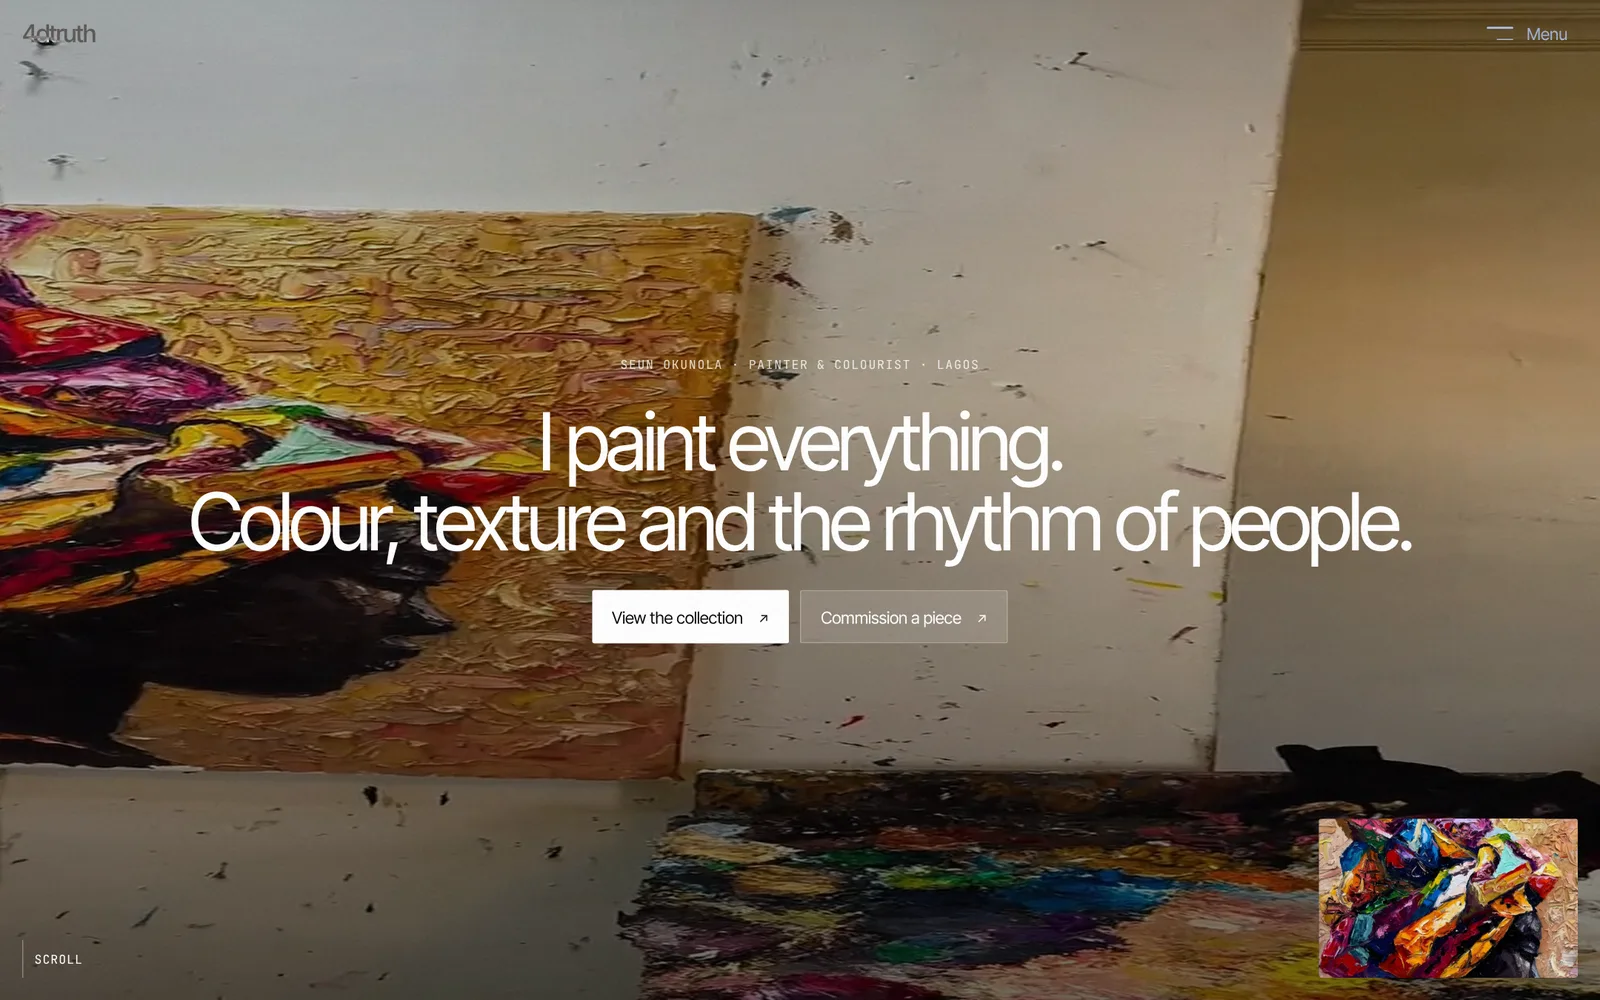 4dtruth
Menu
SEUN OKUNOLA · PAINTER & COLOURIST · LAGOS
I paint everything.
Colour, texture and the rhythm of people.
View the collection ↗
Commission a piece ↗
SCROLL